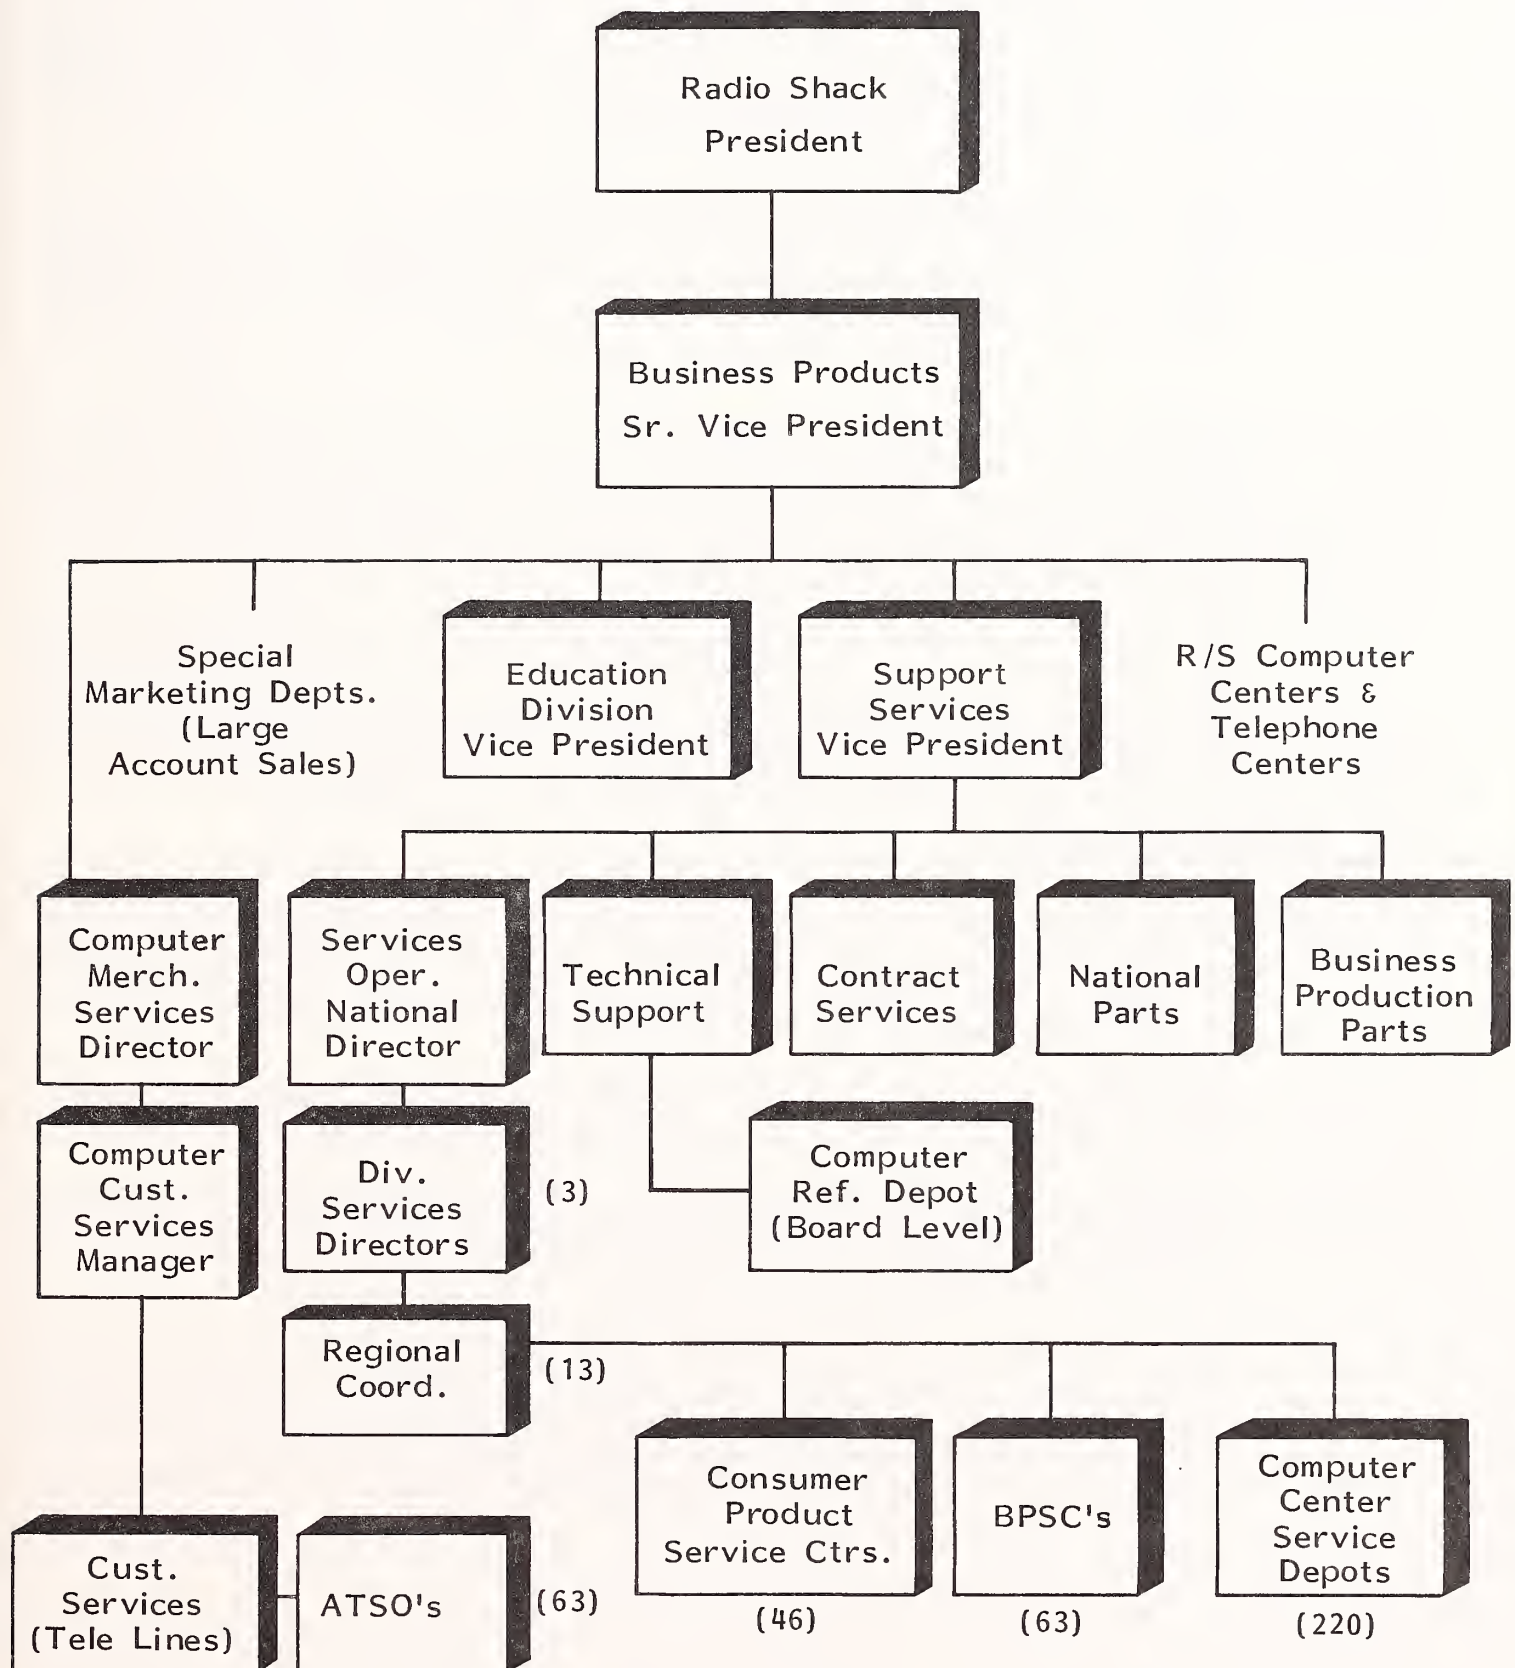 Radio Shack
President
Business Products
Sr. Vice President
Special
Marketing Depts.
(Large
Account Sales)
Education
Division
Vice President
Support
Services
Vice President
R/S Computer
Centers &
Telephone
Centers
Computer
Merch.
Services
Director
Services
Oper.
National
Director
Technical
Support
Contract
Services
National
Parts
Business
Production
Parts
Computer
Cust.
Services
Manager
Div.
Services
Directors
(3)
Computer
Ref. Depot
(Board Level)
Regional
Coord.
(13)
Consumer
Product
Service Ctrs.
(46)
BPSC's
(63)
Computer
Center
Service
Depots
(220)
Cust.
Services
(Tele Lines)
ATSO's
(63)